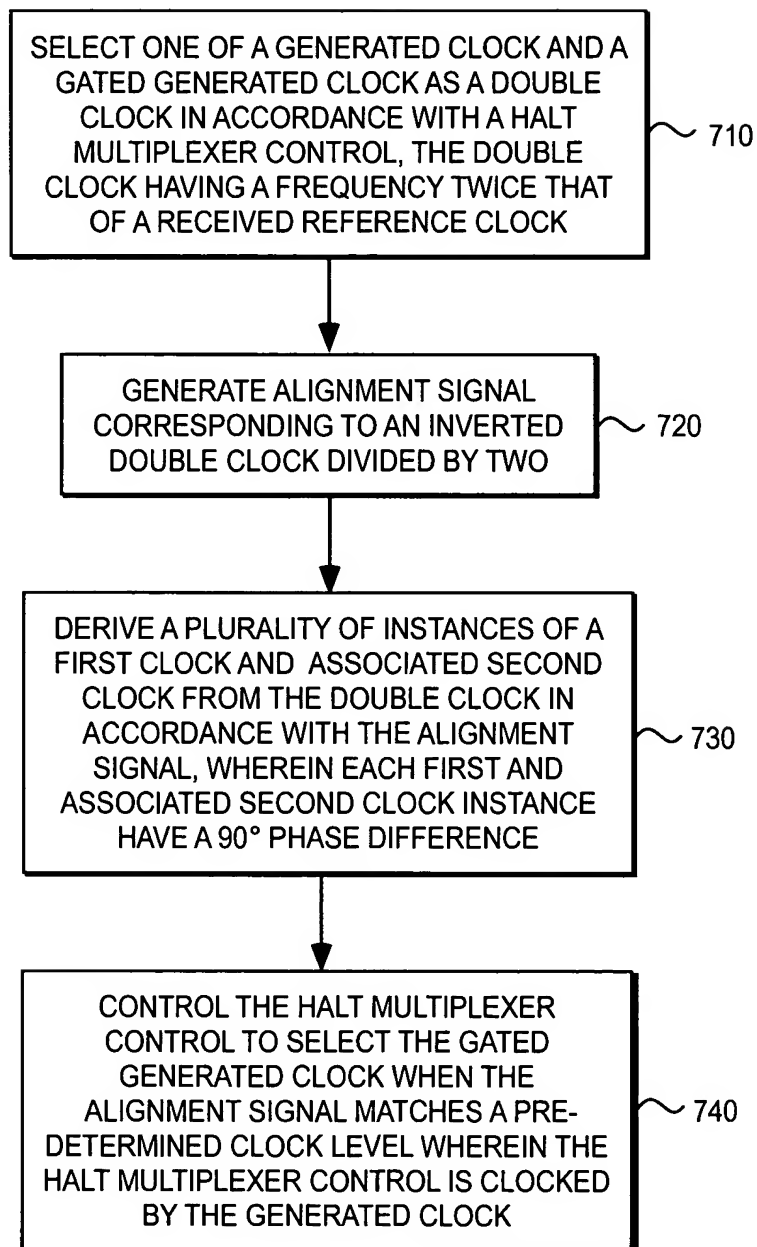 SELECT ONE OF A GENERATED CLOCK AND A
GATED GENERATED CLOCK AS A DOUBLE
CLOCK IN ACCORDANCE WITH A HALT
MULTIPLEXER CONTROL, THE DOUBLE
CLOCK HAVING A FREQUENCY TWICE THAT
OF A RECEIVED REFERENCE CLOCK
710
GENERATE ALIGNMENT SIGNAL
CORRESPONDING TO AN INVERTED
DOUBLE CLOCK DIVIDED BY TWO
720
DERIVE A PLURALITY OF INSTANCES OF A
FIRST CLOCK AND ASSOCIATED SECOND
CLOCK FROM THE DOUBLE CLOCK IN
ACCORDANCE WITH THE ALIGNMENT
SIGNAL, WHEREIN EACH FIRST AND
ASSOCIATED SECOND CLOCK INSTANCE
HAVE A 90° PHASE DIFFERENCE
730
CONTROL THE HALT MULTIPLEXER
CONTROL TO SELECT THE GATED
GENERATED CLOCK WHEN THE
ALIGNMENT SIGNAL MATCHES A PRE-
DETERMINED CLOCK LEVEL WHEREIN THE
HALT MULTIPLEXER CONTROL IS CLOCKED
BY THE GENERATED CLOCK
740